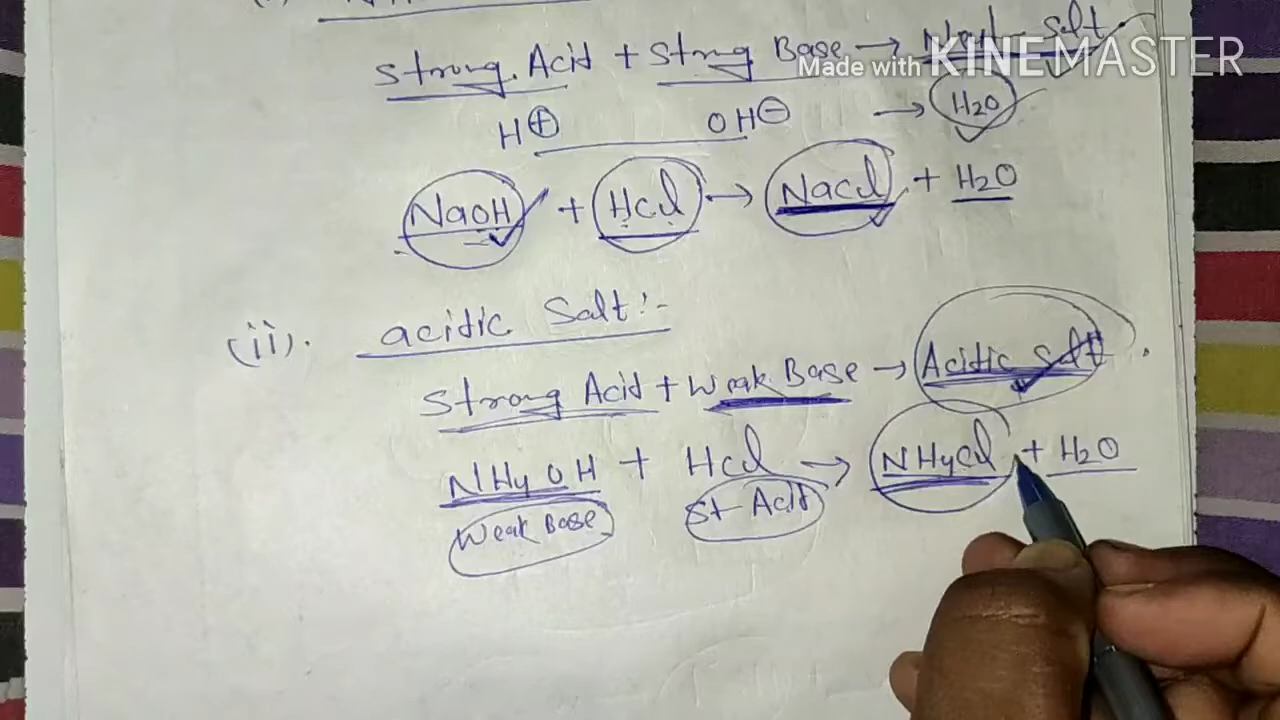 Strong Acid + Strong Base → Neut- Salt
Made with KINEMASTER
H⊕ OH⊖ → H2O
NaOH + Hcl → Nacl + H2O
(ii). acidic Salt :-
Strong Acid + Weak Base → Acidic Salt.
NH4OH + Hcl → NH4cl + H2O
Weak Base St Acid